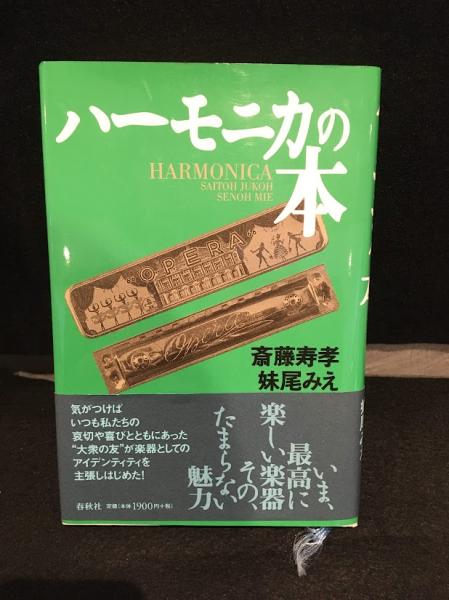 ハーモニカの
本
HARMONICA
SAITOH JUKOH
SENOH MIE
"OPERA"
Opera
斎藤寿孝
妹尾みえ
気がつけば
いつも私たちの
哀切や喜びとともにあった
“大衆の友”が楽器としての
アイデンティティを
主張しはじめた!
いま、
最高に
楽しい楽器
その、
たまらない
魅力
春秋社
定価(本体1900円+税)